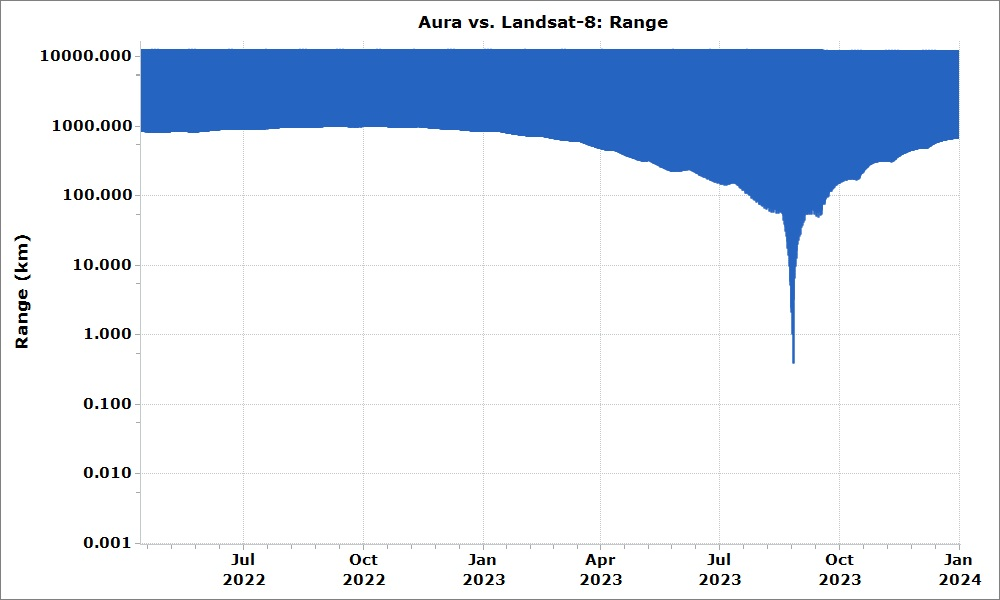 Aura vs. Landsat-8: Range
Range (km)
10000.000
1000.000
100.000
10.000
1.000
0.100
0.010
0.001
Jul 2022
Oct 2022
Jan 2023
Apr 2023
Jul 2023
Oct 2023
Jan 2024